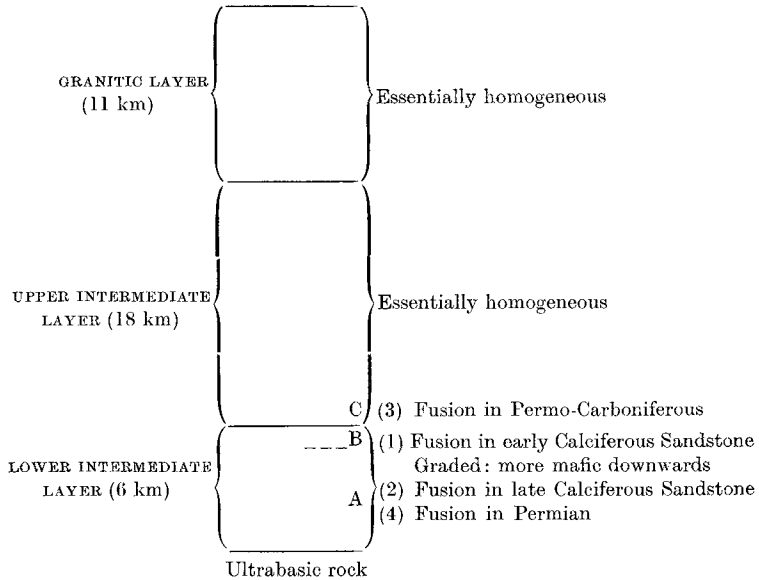 GRANITIC LAYER
(11 km)
Essentially homogeneous
UPPER INTERMEDIATE
LAYER (18 km)
Essentially homogeneous
C (3) Fusion in Permo-Carboniferous
B (1) Fusion in early Calciferous Sandstone
Graded: more mafic downwards
LOWER INTERMEDIATE
LAYER (6 km)
A (2) Fusion in late Calciferous Sandstone
(4) Fusion in Permian
Ultrabasic rock